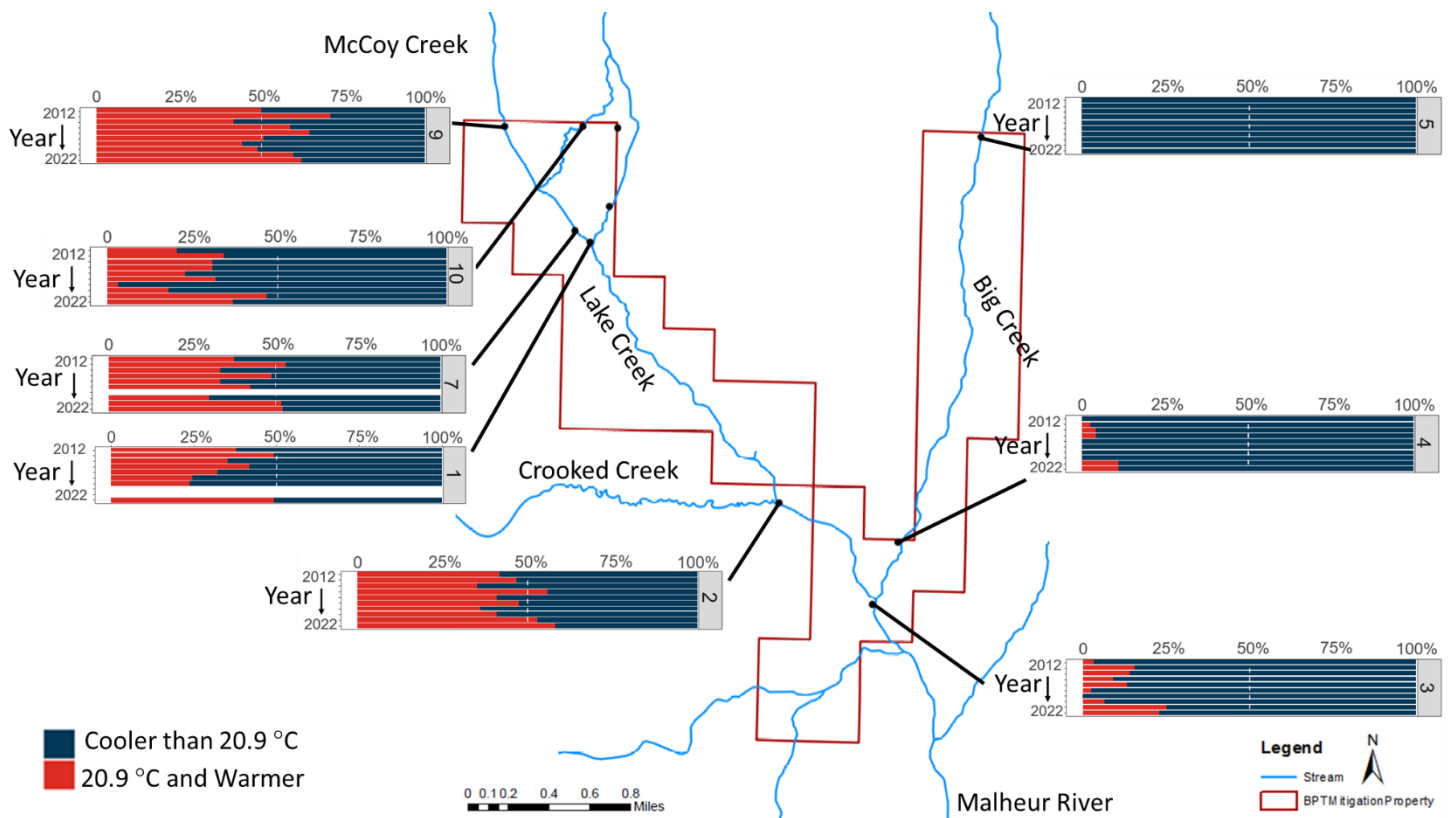 McCoy Creek
0 25% 50% 75% 100%
2012
Year
2022
9
0 25% 50% 75% 100%
2012
Year
2022
5
0 25% 50% 75% 100%
2012
Year
2022
10
Lake Creek
Big Creek
0 25% 50% 75% 100%
2012
Year
2022
7
0 25% 50% 75% 100%
2012
Year
2022
1
0 25% 50% 75% 100%
2012
Year
2022
4
Crooked Creek
0 25% 50% 75% 100%
2012
Year
2022
2
0 25% 50% 75% 100%
2012
Year
2022
3
Cooler than 20.9 °C
20.9 °C and Warmer
0 0.1 0.2 0.4 0.6 0.8
Miles
Malheur River
Legend
N
Stream
BPT Mitigation Property